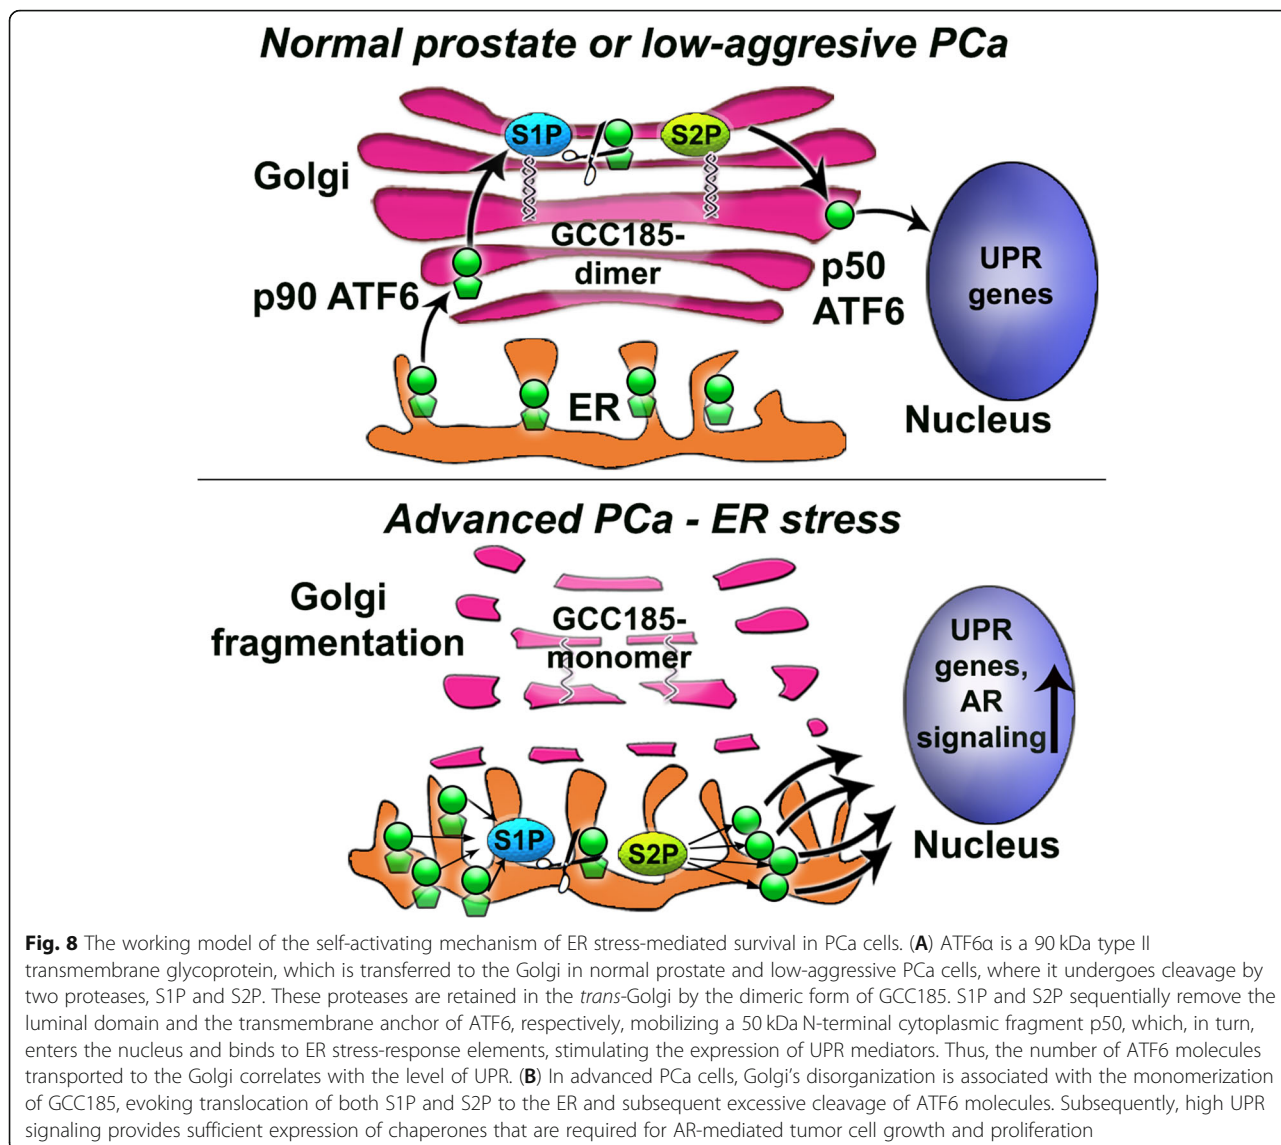 Normal prostate or low-aggresive PCa
S1P
S2P
Golgi
GCC185-
dimer
p90 ATF6
p50
ATF6
UPR
genes
ER
Nucleus
Advanced PCa - ER stress
Golgi
fragmentation
GCC185-
monomer
UPR
genes,
AR
signaling
S1P
S2P
Nucleus
Fig. 8 The working model of the self-activating mechanism of ER stress-mediated survival in PCa cells. (A) ATF6α is a 90 kDa type II
transmembrane glycoprotein, which is transferred to the Golgi in normal prostate and low-aggressive PCa cells, where it undergoes cleavage by
two proteases, S1P and S2P. These proteases are retained in the trans-Golgi by the dimeric form of GCC185. S1P and S2P sequentially remove the
luminal domain and the transmembrane anchor of ATF6, respectively, mobilizing a 50 kDa N-terminal cytoplasmic fragment p50, which, in turn,
enters the nucleus and binds to ER stress-response elements, stimulating the expression of UPR mediators. Thus, the number of ATF6 molecules
transported to the Golgi correlates with the level of UPR. (B) In advanced PCa cells, Golgi's disorganization is associated with the monomerization
of GCC185, evoking translocation of both S1P and S2P to the ER and subsequent excessive cleavage of ATF6 molecules. Subsequently, high UPR
signaling provides sufficient expression of chaperones that are required for AR-mediated tumor cell growth and proliferation